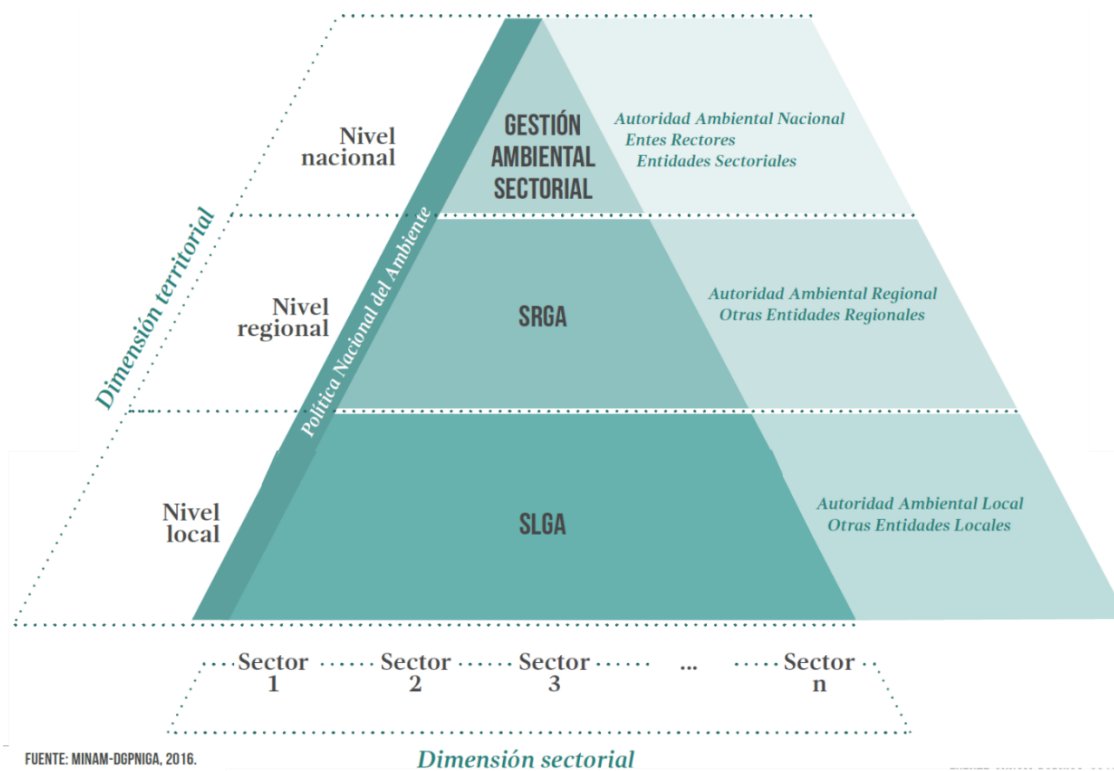 Nivel
nacional
GESTIÓN
AMBIENTAL
SECTORIAL
Autoridad Ambiental Nacional
Entes Rectores
Entidades Sectoriales
Dimensión territorial
Política Nacional del Ambiente
Nivel
regional
SRGA
Autoridad Ambiental Regional
Otras Entidades Regionales
Nivel
local
SLGA
Autoridad Ambiental Local
Otras Entidades Locales
Sector
1
Sector
2
Sector
3
...
Sector
n
Dimensión sectorial
FUENTE: MINAM-DGPNIGA, 2016.